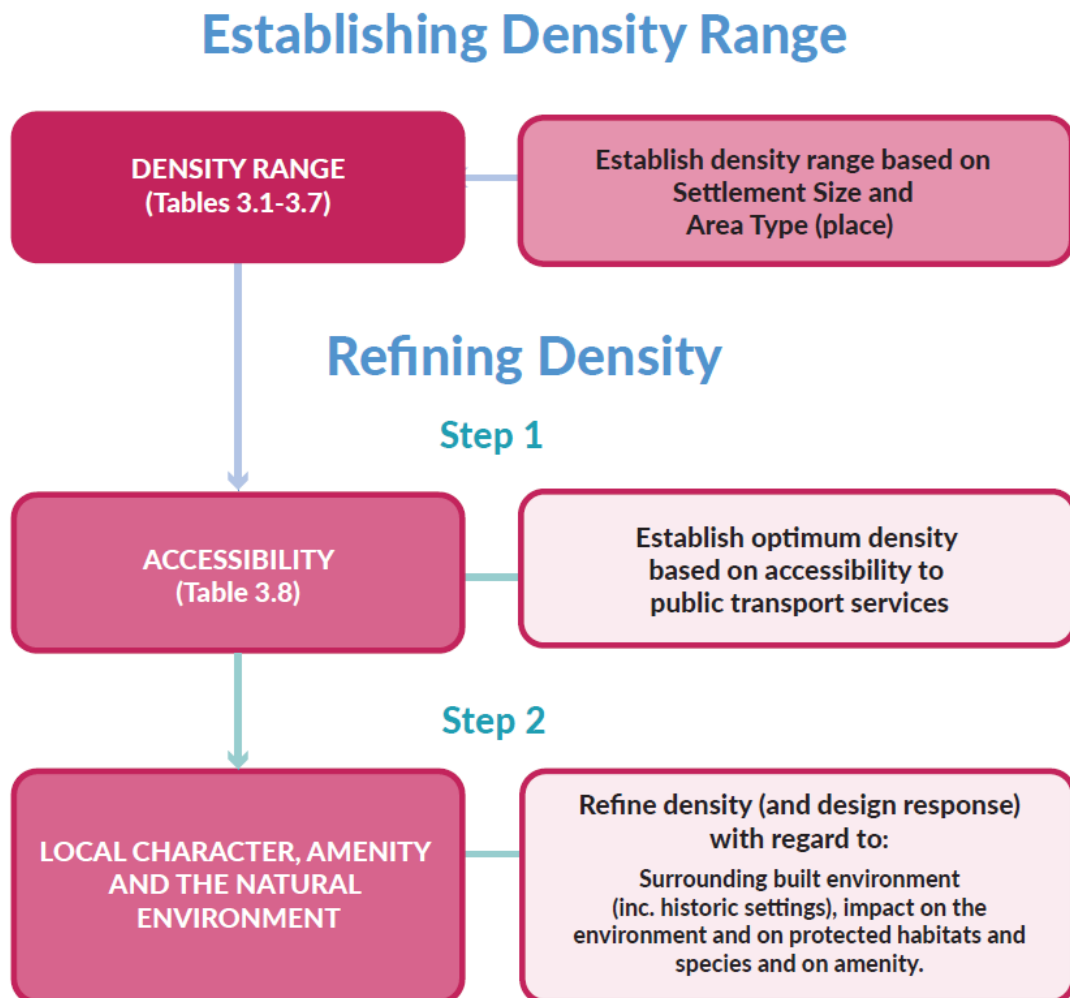 Establishing Density Range
DENSITY RANGE
(Tables 3.1-3.7)
Establish density range based on
Settlement Size and
Area Type (place)
Refining Density
Step 1
ACCESSIBILITY
(Table 3.8)
Establish optimum density
based on accessibility to
public transport services
Step 2
LOCAL CHARACTER, AMENITY
AND THE NATURAL
ENVIRONMENT
Refine density (and design response)
with regard to:
Surrounding built environment
(inc. historic settings), impact on the
environment and on protected habitats and
species and on amenity.